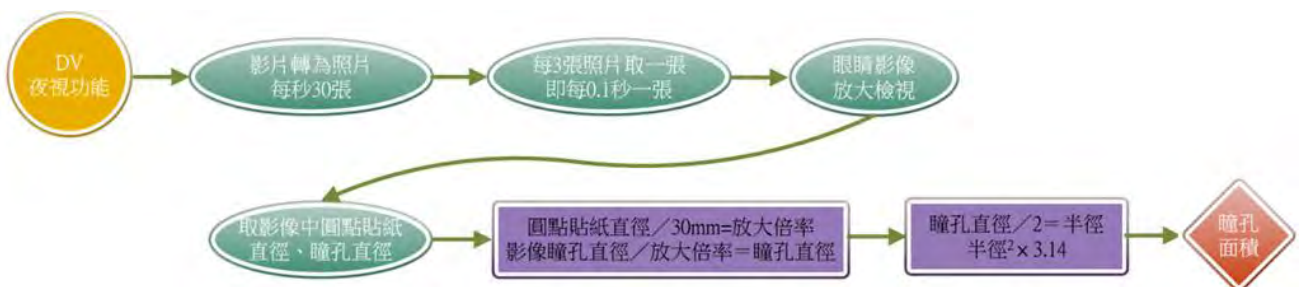 DV
夜視功能
影片轉為照片
每秒30張
每3張照片取一張
即每0.1秒一張
眼睛影像
放大檢視
取影像中圓點貼紙
直徑、瞳孔直徑
圓點貼紙直徑／30mm=放大倍率
影像瞳孔直徑／放大倍率＝瞳孔直徑
瞳孔直徑／2＝半徑
半徑²×3.14
瞳孔
面積